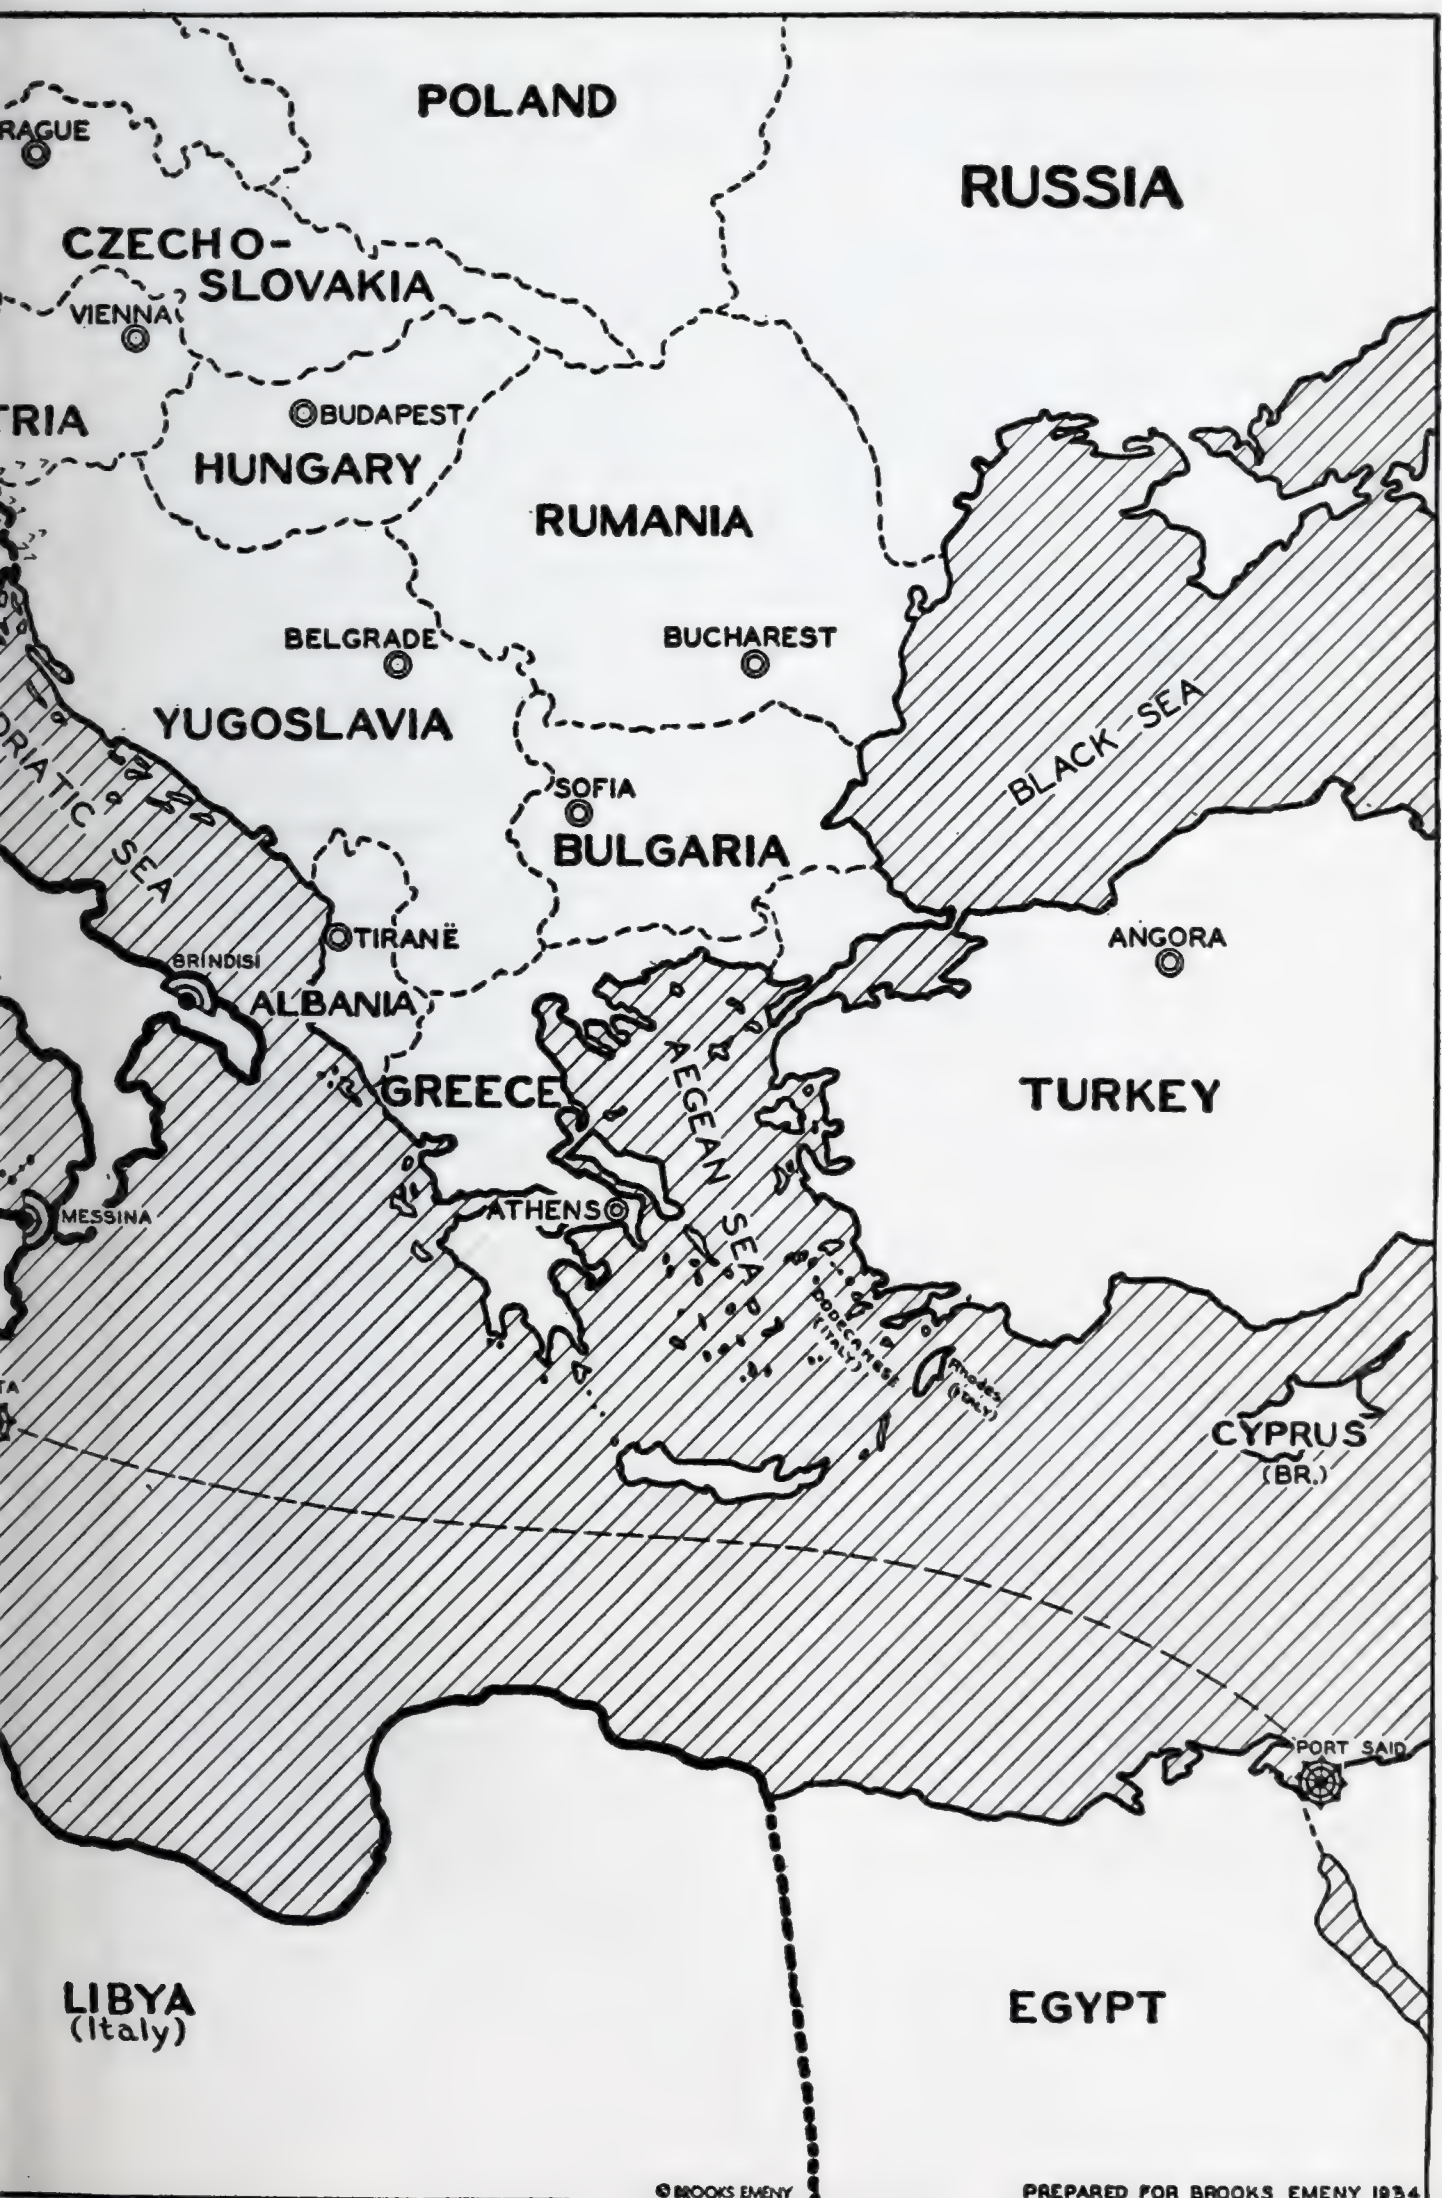 POLAND
RAGUE
RUSSIA
CZECHO-
SLOVAKIA
VIENNA
BUDAPEST
TRIA
HUNGARY
RUMANIA
BELGRADE
BUCHAREST
YUGOSLAVIA
BLACK SEA
DRIATIC SEA
SOFIA
BULGARIA
TIRANË
ANGORA
BRINDISI
ALBANIA
AEGEAN SEA
GREECE
TURKEY
ATHENS
MESSINA
DODECANESE
(ITALY)
Rhodes
(ITALY)
TA
CYPRUS
(BR.)
PORT SAID
LIBYA
(Italy)
EGYPT
© BROOKS EMENY
PREPARED FOR BROOKS EMENY 1934